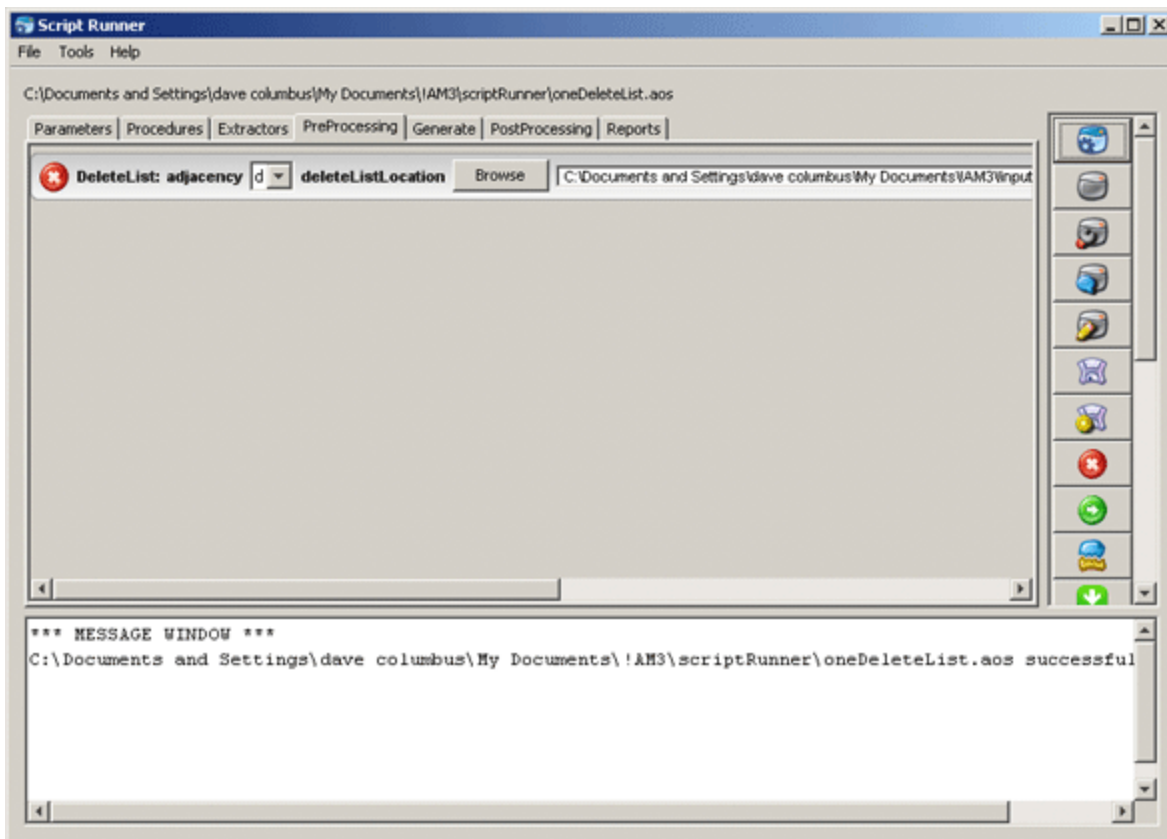 Script Runner
File Tools Help
C:\Documents and Settings\dave columbus\My Documents\!AM3\scriptRunner\oneDeleteList.aos
Parameters Procedures Extractors PreProcessing Generate PostProcessing Reports
DeleteList: adjacency d deleteListLocation Browse C:\Documents and Settings\dave columbus\My Documents\!AM3\input
*** MESSAGE WINDOW ***
C:\Documents and Settings\dave columbus\My Documents\!AM3\scriptRunner\oneDeleteList.aos successful